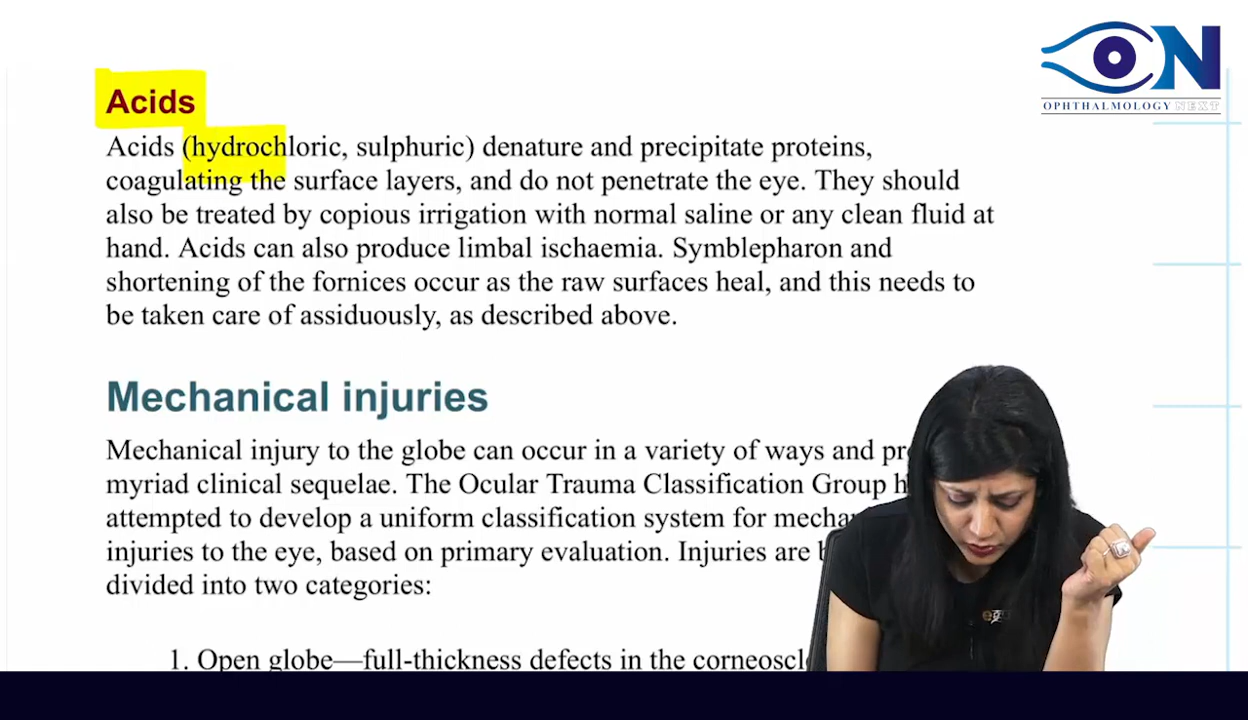 ON
OPHTHALMOLOGY NEXT
Acids
Acids (hydrochloric, sulphuric) denature and precipitate proteins,
coagulating the surface layers, and do not penetrate the eye. They should
also be treated by copious irrigation with normal saline or any clean fluid at
hand. Acids can also produce limbal ischaemia. Symblepharon and
shortening of the fornices occur as the raw surfaces heal, and this needs to
be taken care of assiduously, as described above.
Mechanical injuries
Mechanical injury to the globe can occur in a variety of ways and
myriad clinical sequelae. The Ocular Trauma Classification Group
attempted to develop a uniform classification system for
injuries to the eye, based on primary evaluation. Injuries are
divided into two categories:
1. Open globe—full-thickness defects in the